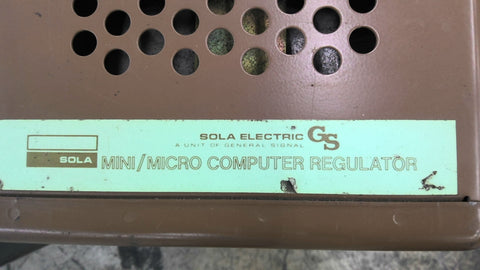 SOLA ELECTRIC GS
A UNIT OF GENERAL SIGNAL
SOLA MINI/MICRO COMPUTER REGULATOR